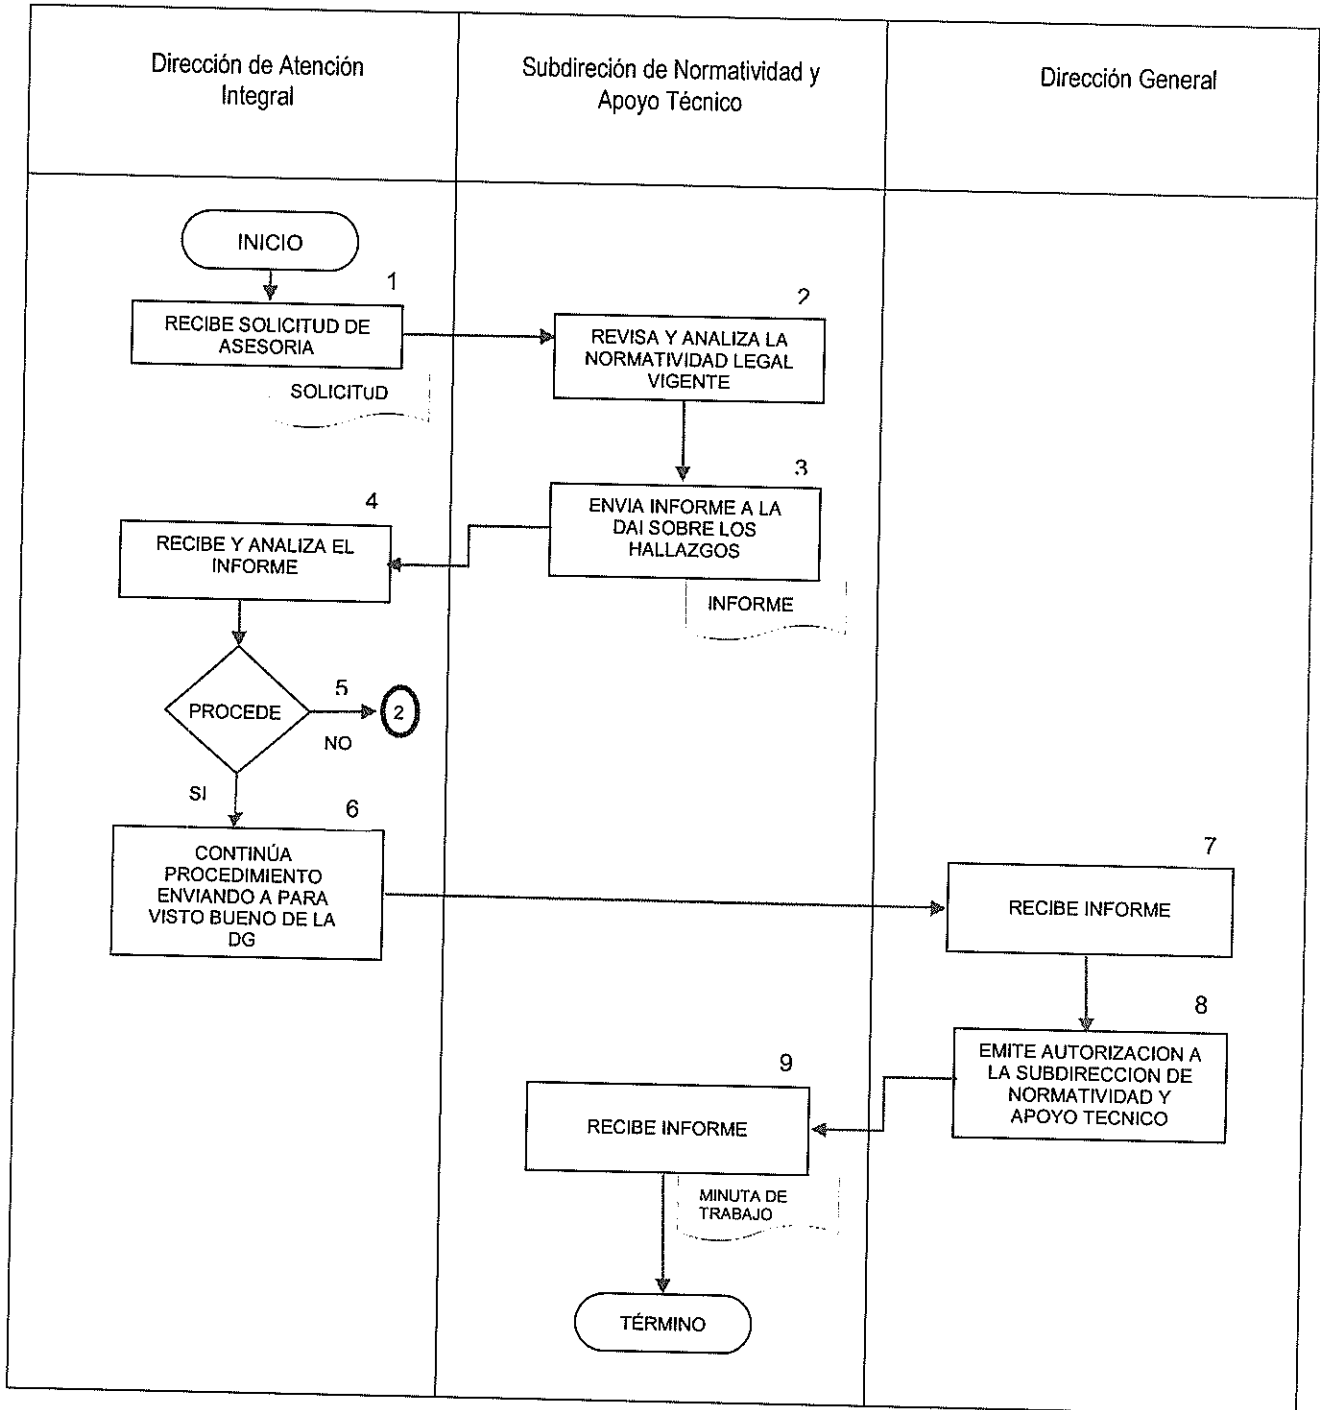 Dirección de Atención
Integral
Subdireción de Normatividad y
Apoyo Técnico
Dirección General
INICIO
1
RECIBE SOLICITUD DE
ASESORIA
SOLICITUD
2
REVISA Y ANALIZA LA
NORMATIVIDAD LEGAL
VIGENTE
3
ENVIA INFORME A LA
DAI SOBRE LOS
HALLAZGOS
INFORME
4
RECIBE Y ANALIZA EL
INFORME
PROCEDE
5
NO
2
SI
6
CONTINÚA
PROCEDIMIENTO
ENVIANDO A PARA
VISTO BUENO DE LA
DG
7
RECIBE INFORME
8
EMITE AUTORIZACION A
LA SUBDIRECCION DE
NORMATIVIDAD Y
APOYO TECNICO
9
RECIBE INFORME
MINUTA DE
TRABAJO
TÉRMINO